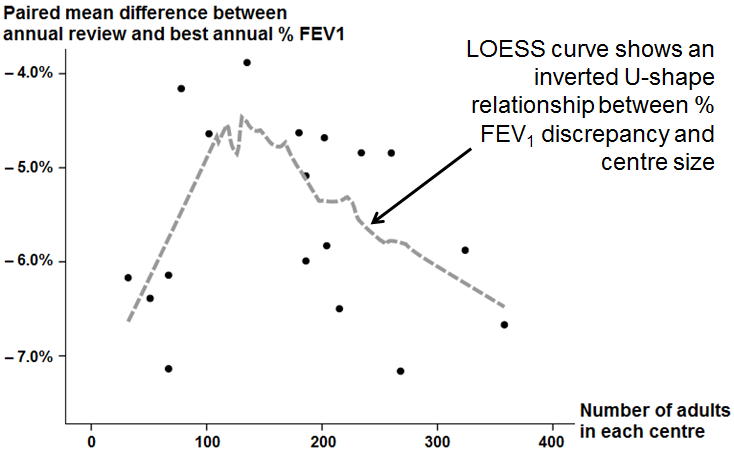 Paired mean difference between
annual review and best annual % FEV1
LOESS curve shows an
inverted U-shape
relationship between %
FEV1 discrepancy and
centre size
– 4.0%
– 5.0%
– 6.0%
– 7.0%
0
100
200
300
400
Number of adults
in each centre